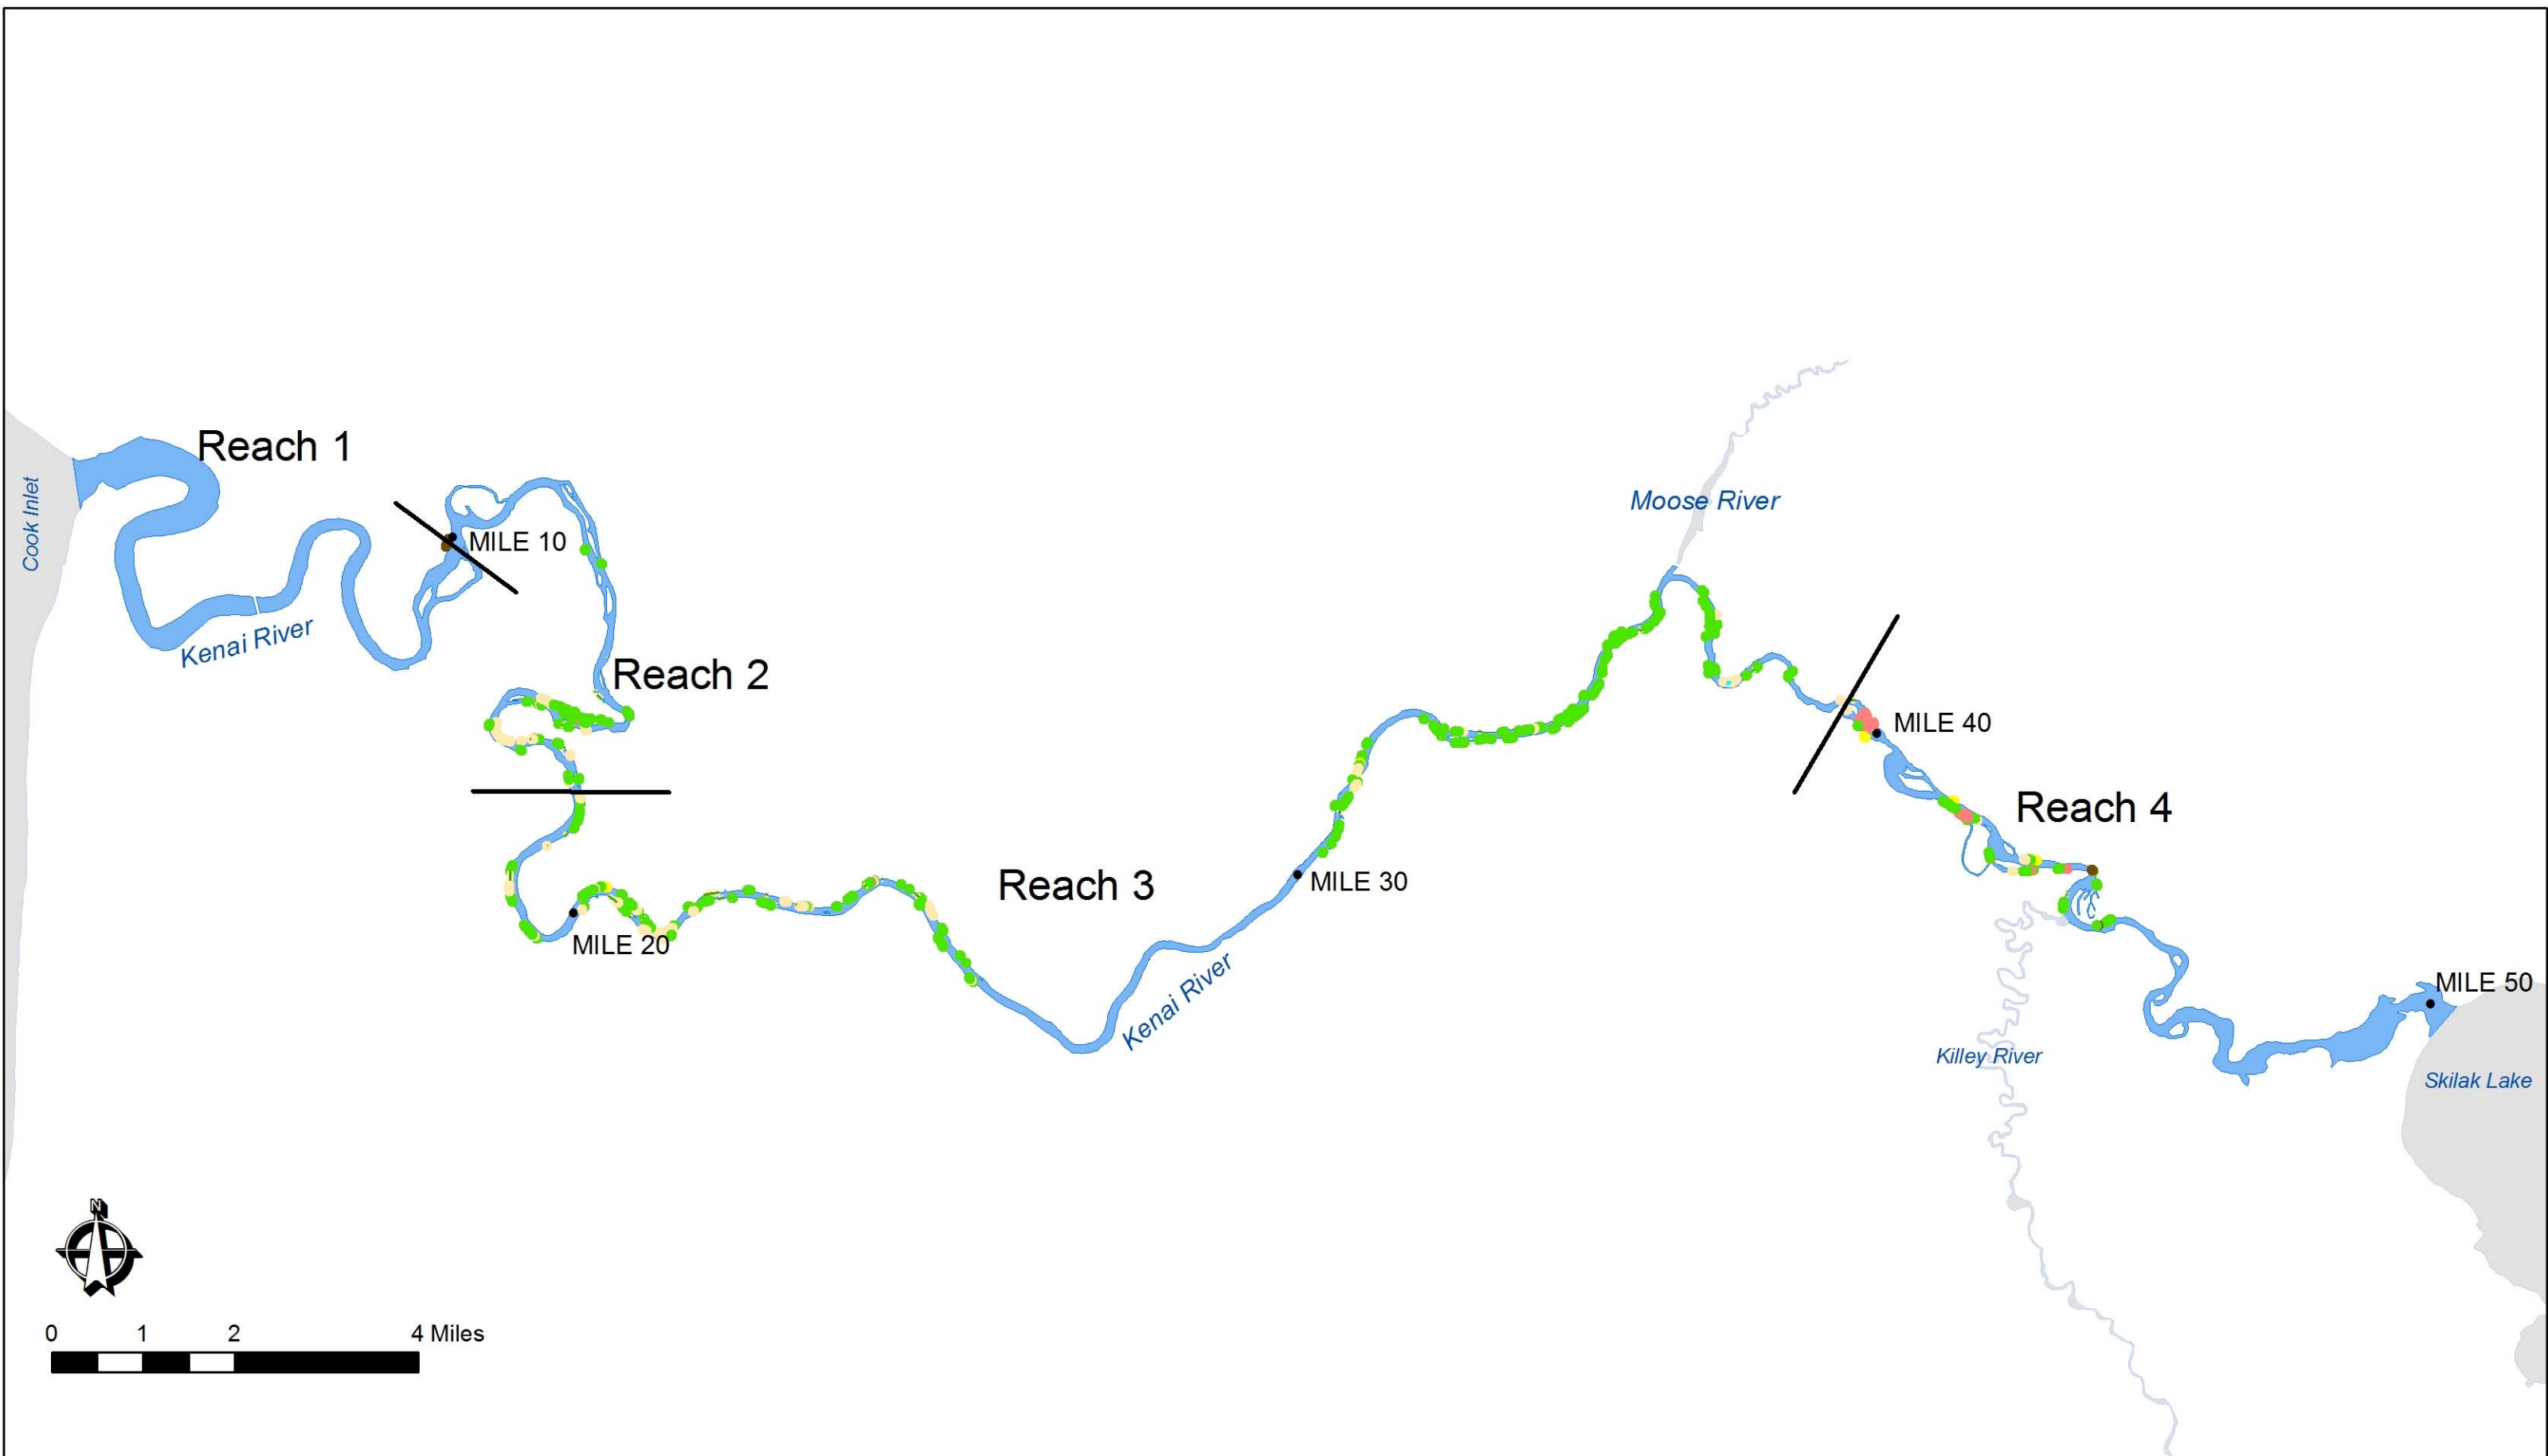 Reach 1
Cook Inlet
Moose River
MILE 10
Kenai River
Reach 2
MILE 40
Reach 4
Reach 3
MILE 30
MILE 20
MILE 50
Kenai River
Killey River
Skilak Lake
N
0 1 2 4 Miles